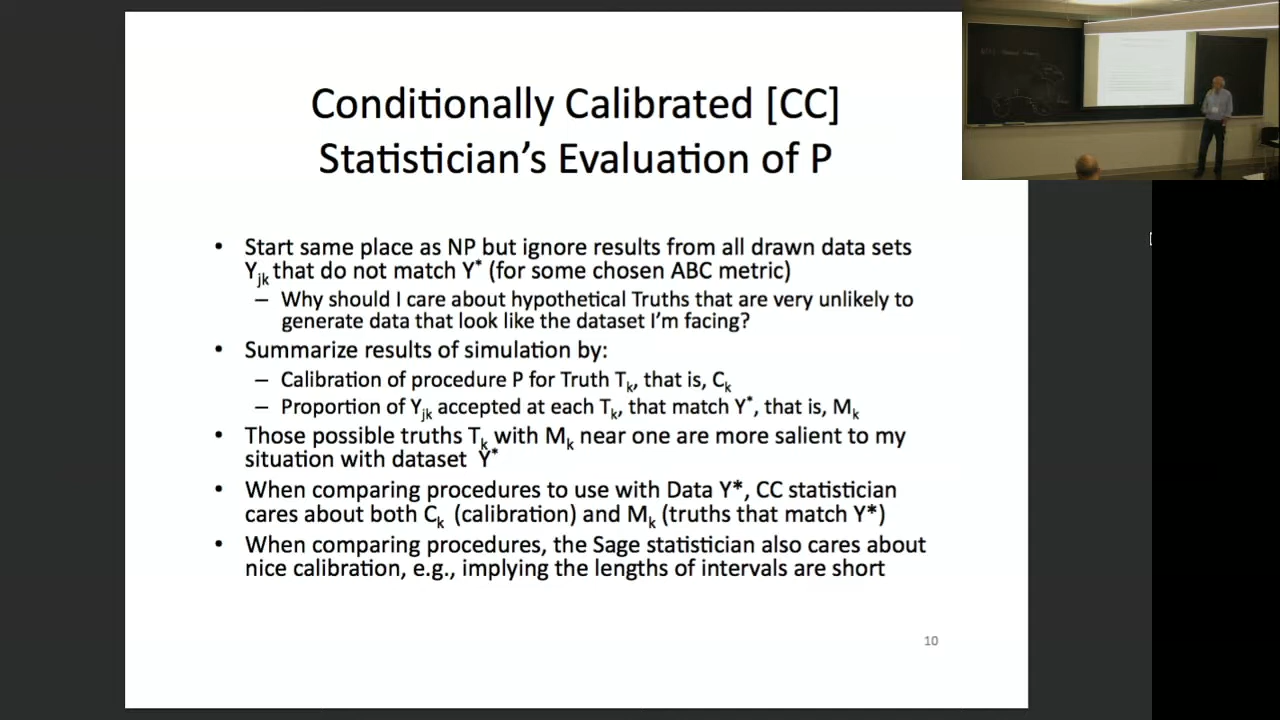 Conditionally Calibrated [CC]
Statistician's Evaluation of P
• Start same place as NP but ignore results from all drawn data sets
Yjk that do not match Y* (for some chosen ABC metric)
– Why should I care about hypothetical Truths that are very unlikely to
generate data that look like the dataset I'm facing?
• Summarize results of simulation by:
– Calibration of procedure P for Truth Tk, that is, Ck
– Proportion of Yjk accepted at each Tk, that match Y*, that is, Mk
• Those possible truths Tk with Mk near one are more salient to my
situation with dataset Y*
• When comparing procedures to use with Data Y*, CC statistician
cares about both Ck (calibration) and Mk (truths that match Y*)
• When comparing procedures, the Sage statistician also cares about
nice calibration, e.g., implying the lengths of intervals are short
10